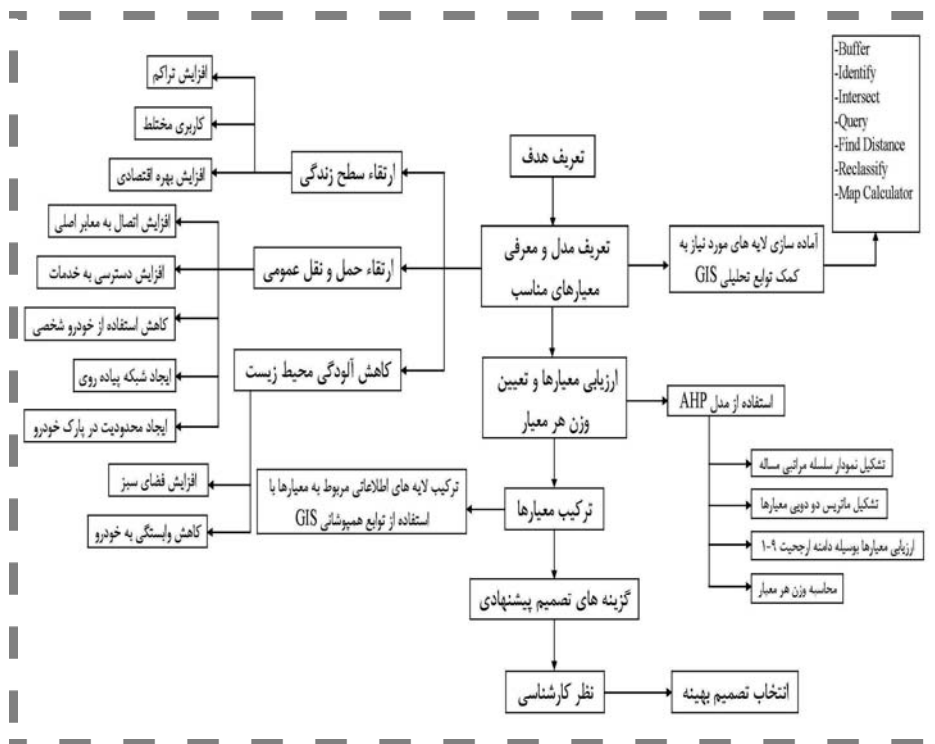 تعریف هدف
تعریف مدل و معرفی
معیارهای مناسب
آماده سازی لایه های مورد نیاز به
کمک توابع تحلیلی GIS
-Buffer
-Identify
-Intersect
-Query
-Find Distance
-Reclassify
-Map Calculator
ارتقاء سطح زندگی
افزایش تراکم
کاربری مختلط
افزایش بهره اقتصادی
ارتقاء حمل و نقل عمومی
افزایش اتصال به معابر اصلی
افزایش دسترسی به خدمات
کاهش استفاده از خودرو شخصی
ایجاد شبکه پیاده روی
ایجاد محدودیت در پارک خودرو
کاهش آلودگی محیط زیست
افزایش فضای سبز
کاهش وابستگی به خودرو
ارزیابی معیارها و تعیین
وزن هر معیار
استفاده از مدل AHP
تشکیل نمودار سلسله مراتبی مساله
تشکیل ماتریس دو دویی معیارها
ارزیابی معیارها بوسیله دامنه ارجحیت ۹-۱
محاسبه وزن هر معیار
ترکیب معیارها
ترکیب لایه های اطلاعاتی مربوط به معیارها با
استفاده از توابع همپوشانی GIS
گزینه های تصمیم پیشنهادی
نظر کارشناسی
انتخاب تصمیم بهینه